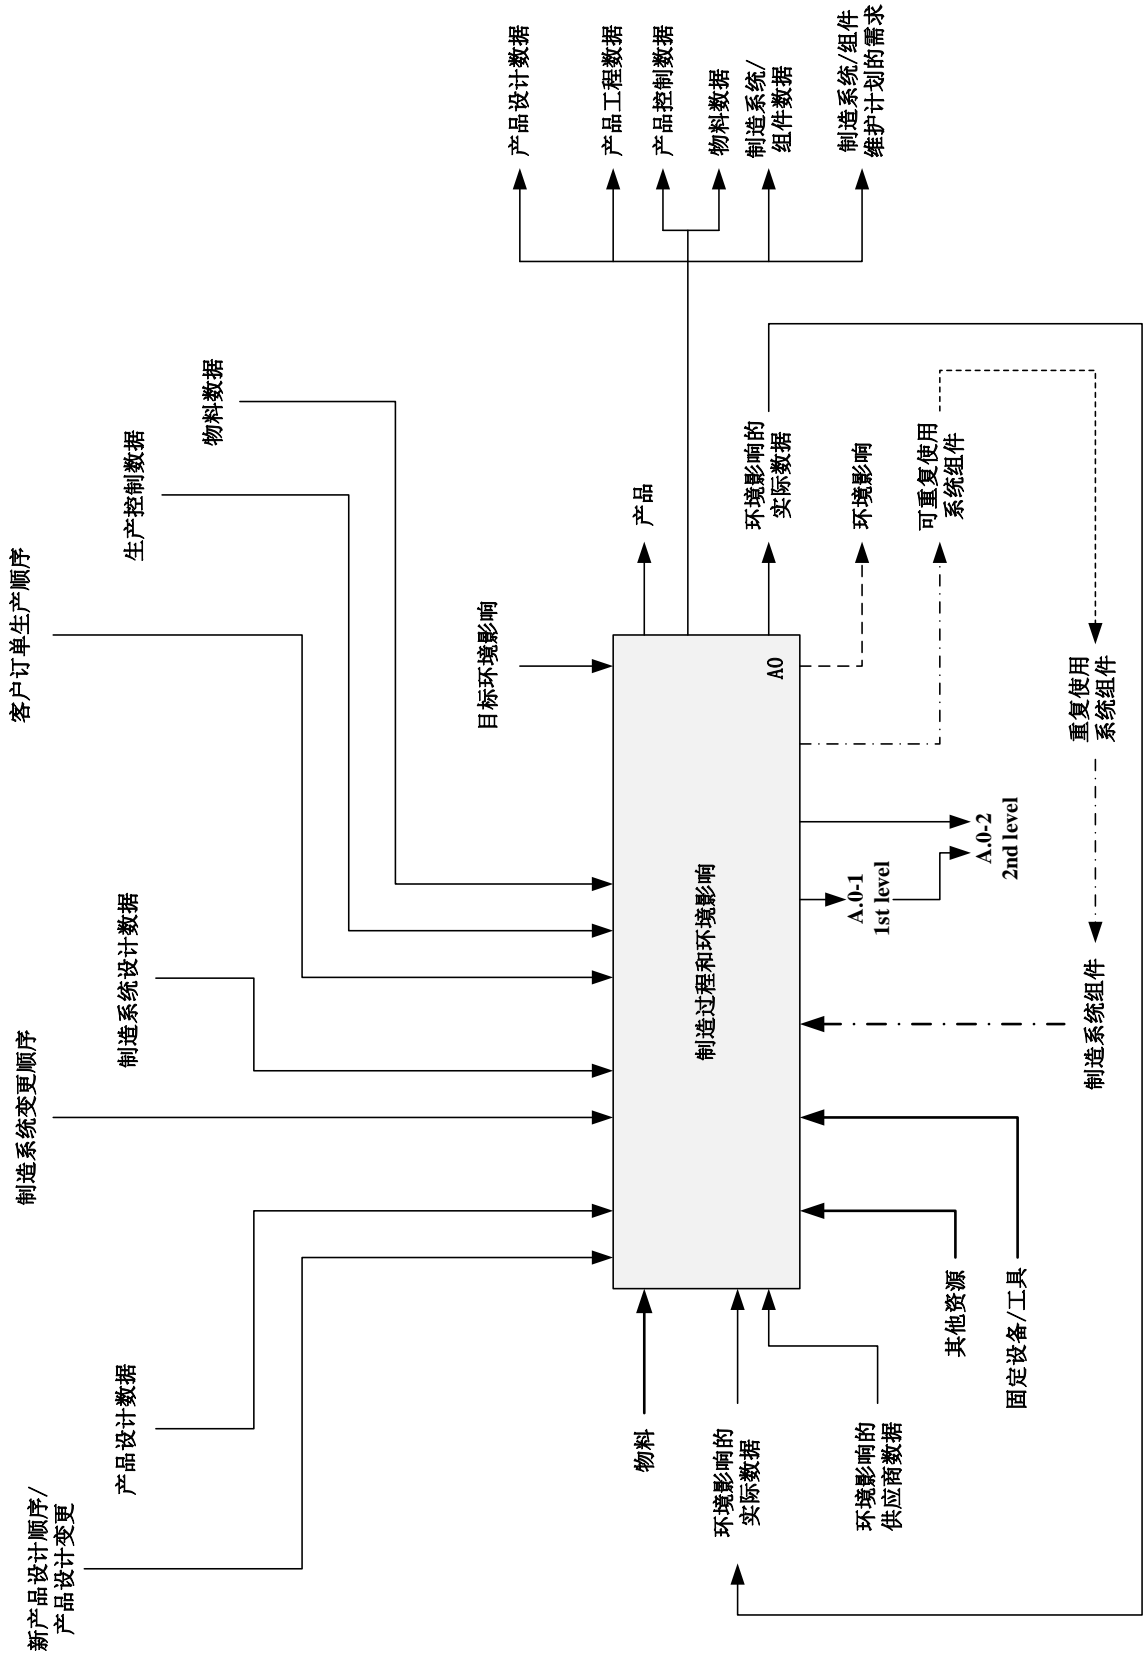 新产品设计顺序/
产品设计变更
产品设计数据
制造系统变更顺序
制造系统设计数据
客户订单生产顺序
生产控制数据
物料数据
目标环境影响
物料
环境影响的
实际数据
环境影响的
供应商数据
制造过程和环境影响
A0
产品
产品设计数据
产品工程数据
产品控制数据
物料数据
制造系统/
组件数据
制造系统/组件
维护计划的需求
环境影响的
实际数据
环境影响
可重复使用
系统组件
其他资源
固定设备/工具
制造系统组件
A.0-1
1st level
A.0-2
2nd level
重复使用
系统组件